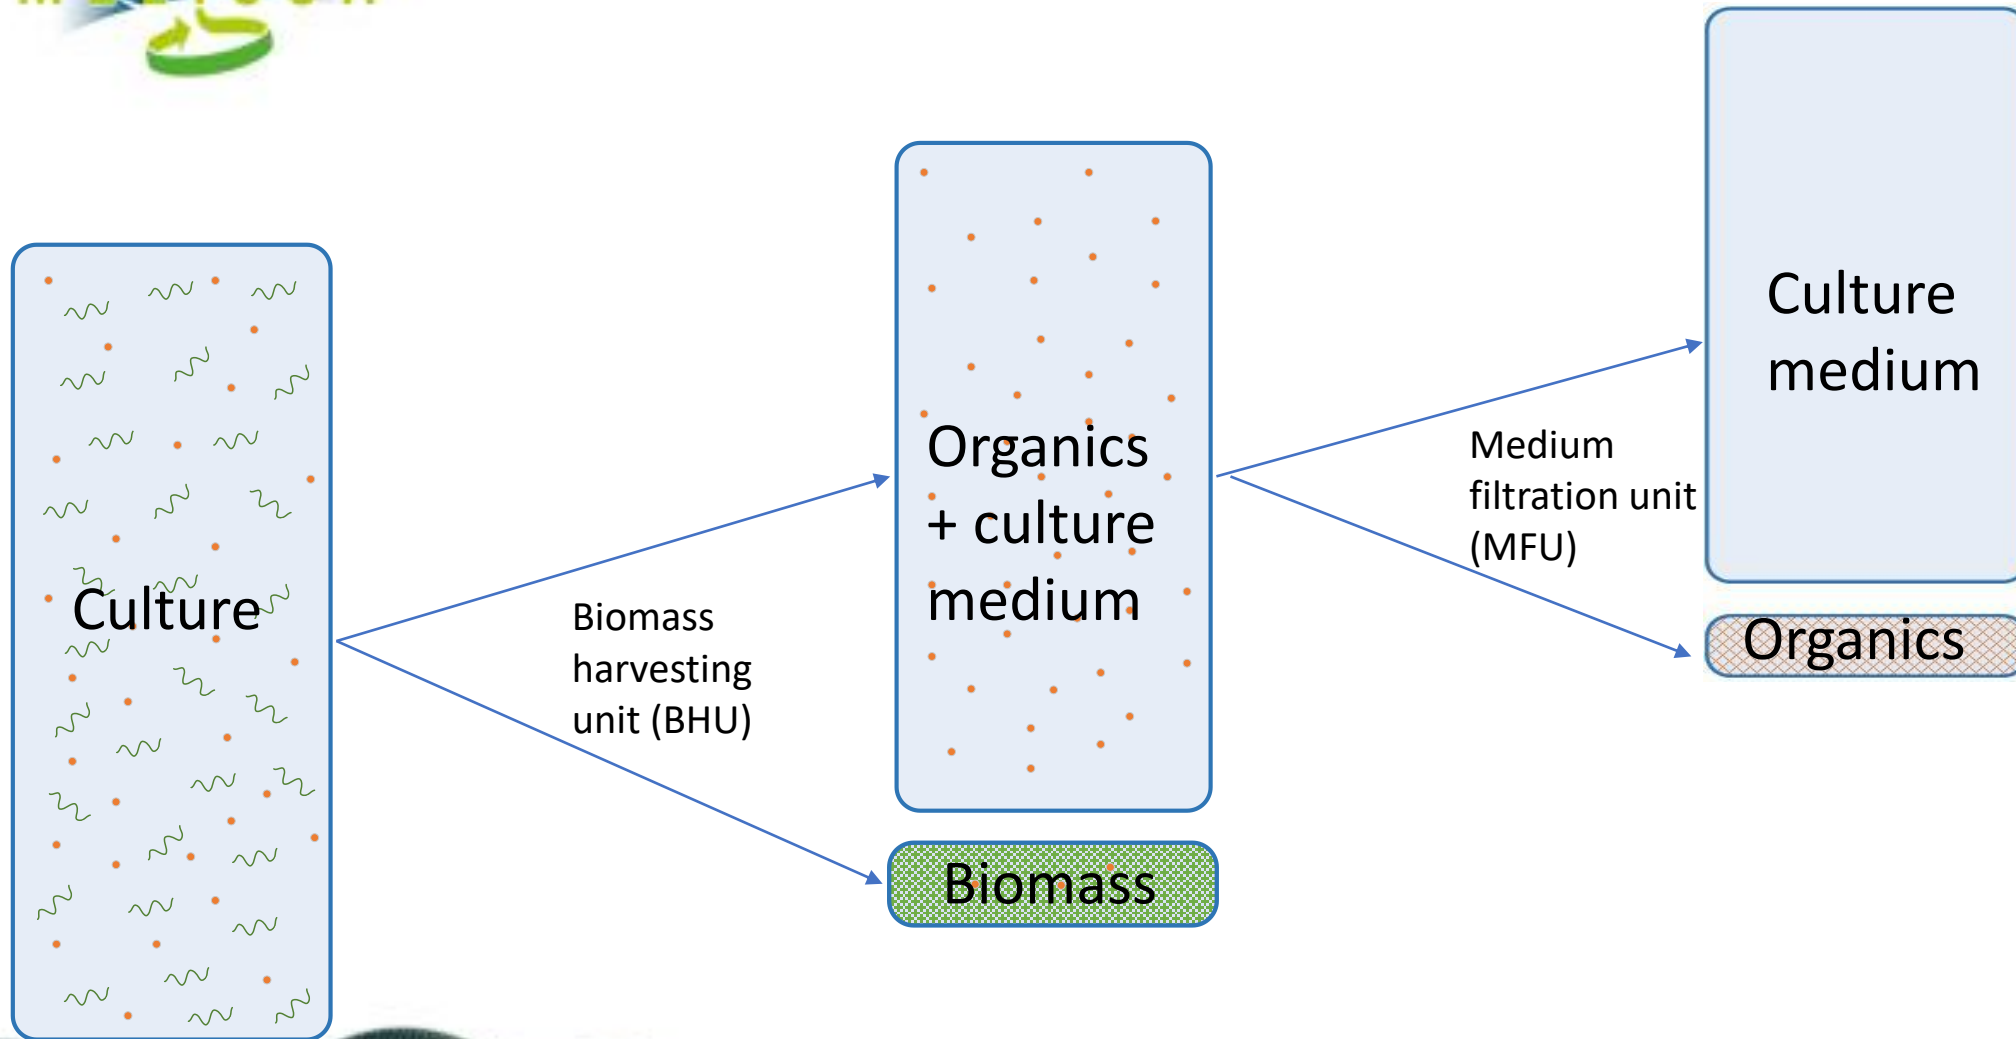 Culture
Biomass
harvesting
unit (BHU)
Organics
+ culture
medium
Biomass
Medium
filtration unit
(MFU)
Culture
medium
Organics